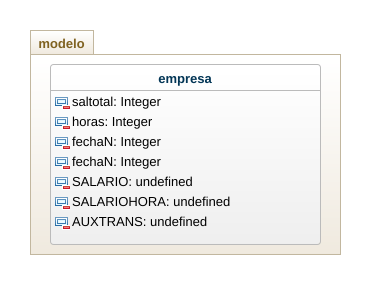 modelo
empresa
saltotal: Integer
horas: Integer
fechaN: Integer
fechaN: Integer
SALARIO: undefined
SALARIOHORA: undefined
AUXTRANS: undefined